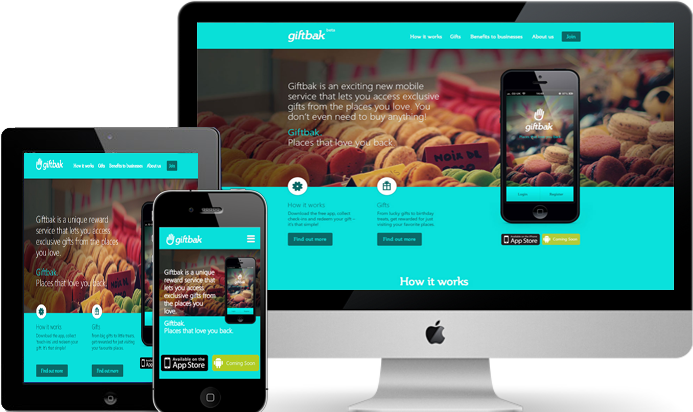 giftbak beta
How it works Gifts Benefits to businesses About us Join
Giftbak is an exciting new mobile
service that lets you access exclusive
gifts from the places you love. You
don't even need to buy anything!
Giftbak
Places that love you back
NOIX DE
giftbak
How it works
Download the free app, collect
check-ins and redeem your gift –
it's that simple!
Find out more
Gifts
From lucky gifts to birthday
treats, get rewarded for just
visiting your favorite places.
Find out more
Available on the
App Store
Coming Soon
How it works
giftbak
How it works Gifts Benefits to businesses About us Join
Giftbak is a unique reward
service that lets you access
exclusive gifts from the places
you love.
Giftbak
Places that love you back.
How it works
Find out more
Gifts
Find out more
giftbak
Giftbak is a unique
reward service that
lets you access
exclusive gifts from
the places you
love.
Giftbak
Places that love you back.
Available on the
App Store
Coming Soon